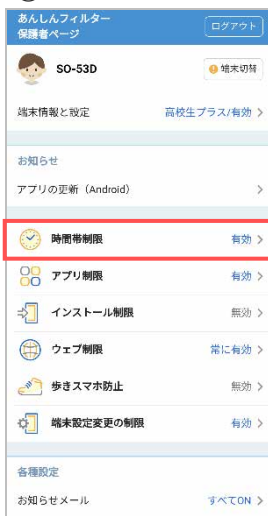 あんしんフィルター
保護者ページ
ログアウト
SO-53D
端末切替
端末情報と設定 高校生プラス/有効
お知らせ
アプリの更新（Android）
時間帯制限 有効
アプリ制限 有効
インストール制限 無効
ウェブ制限 常に有効
歩きスマホ防止 無効
端末設定変更の制限 有効
各種設定
お知らせメール すべてON